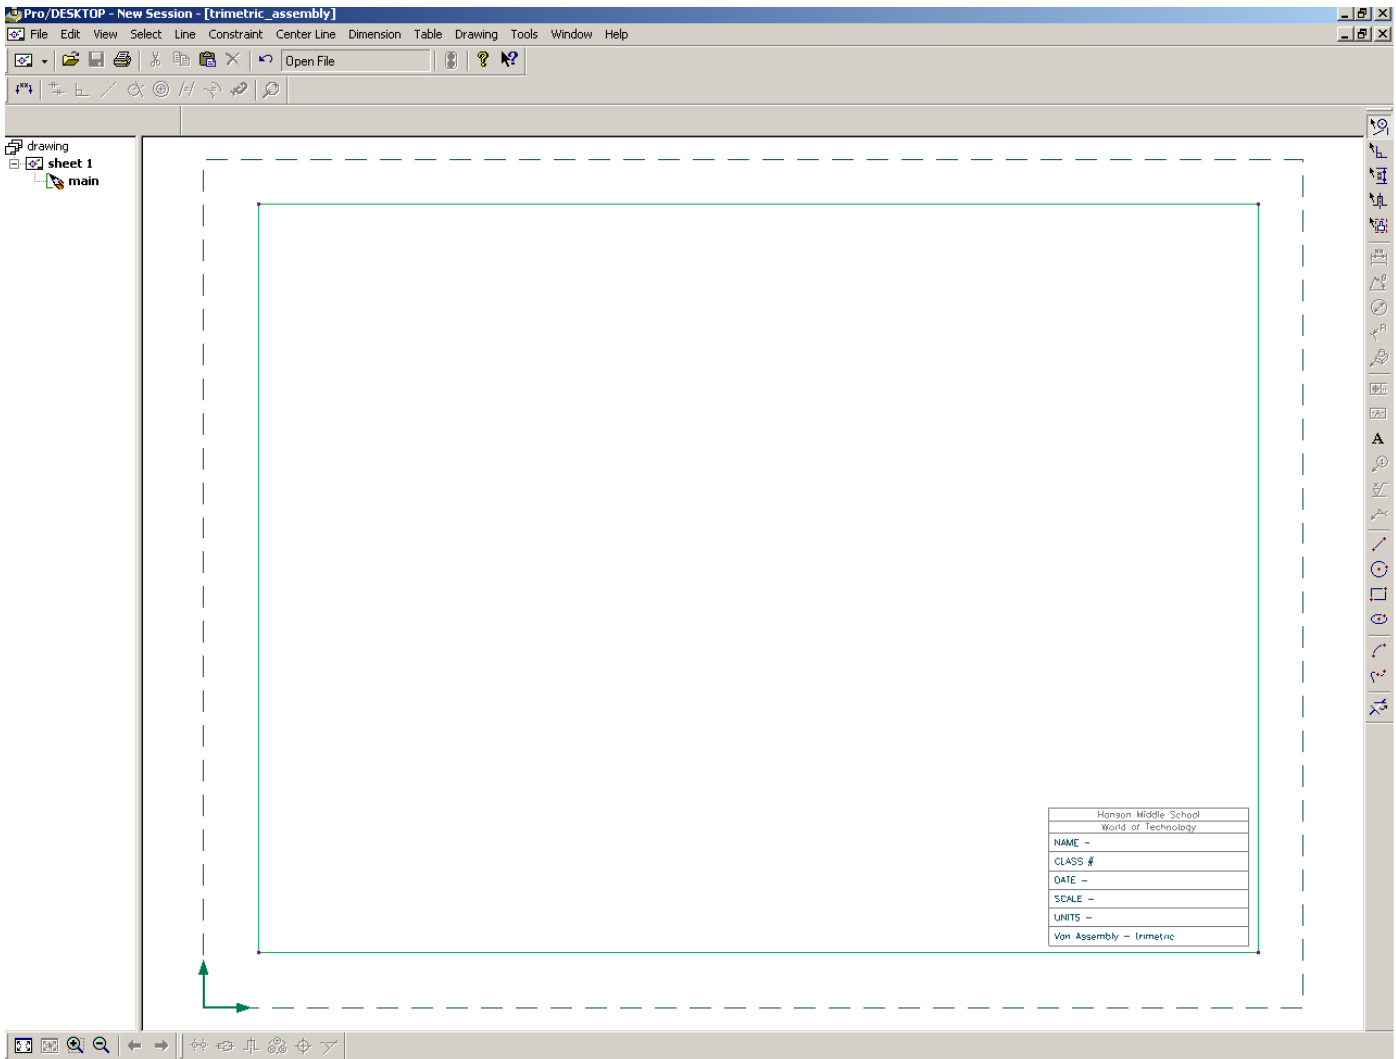 Pro/DESKTOP - New Session - [trimetric_assembly]
File Edit View Select Line Constraint Center Line Dimension Table Drawing Tools Window Help
Open File
drawing
sheet 1
main
Hanson Middle School
World of Technology
NAME -
CLASS #
DATE -
SCALE -
UNITS -
Van Assembly - trimetric